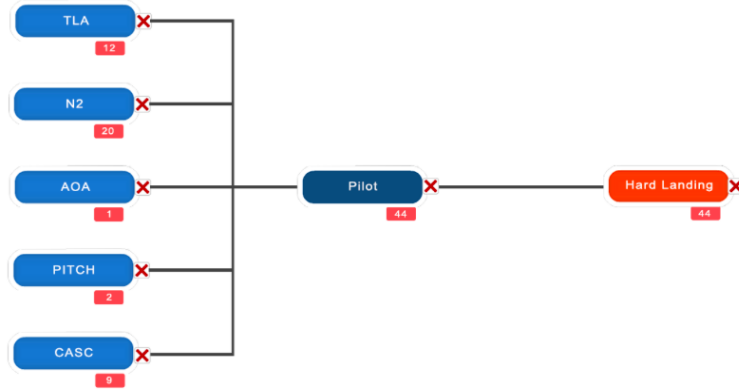 TLA
12
N2
20
AOA
1
PITCH
2
CASC
9
Pilot
44
Hard Landing
44